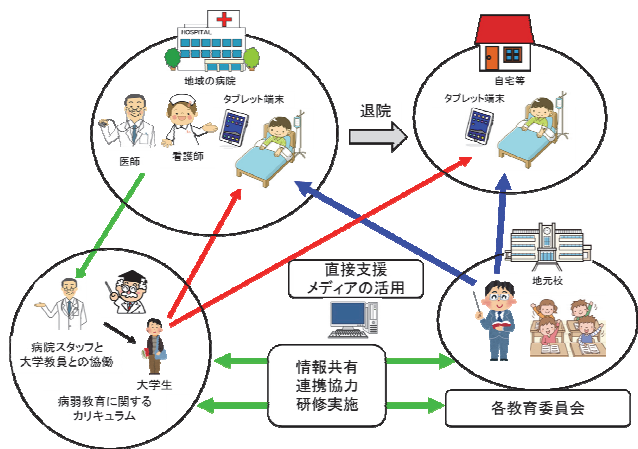 HOSPITAL
地域の病院
タブレット端末
医師
看護師
退院
自宅等
タブレット端末
直接支援
メディアの活用
地元校
病院スタッフと
大学教員との協働
大学生
病弱教育に関する
カリキュラム
情報共有
連携協力
研修実施
各教育委員会